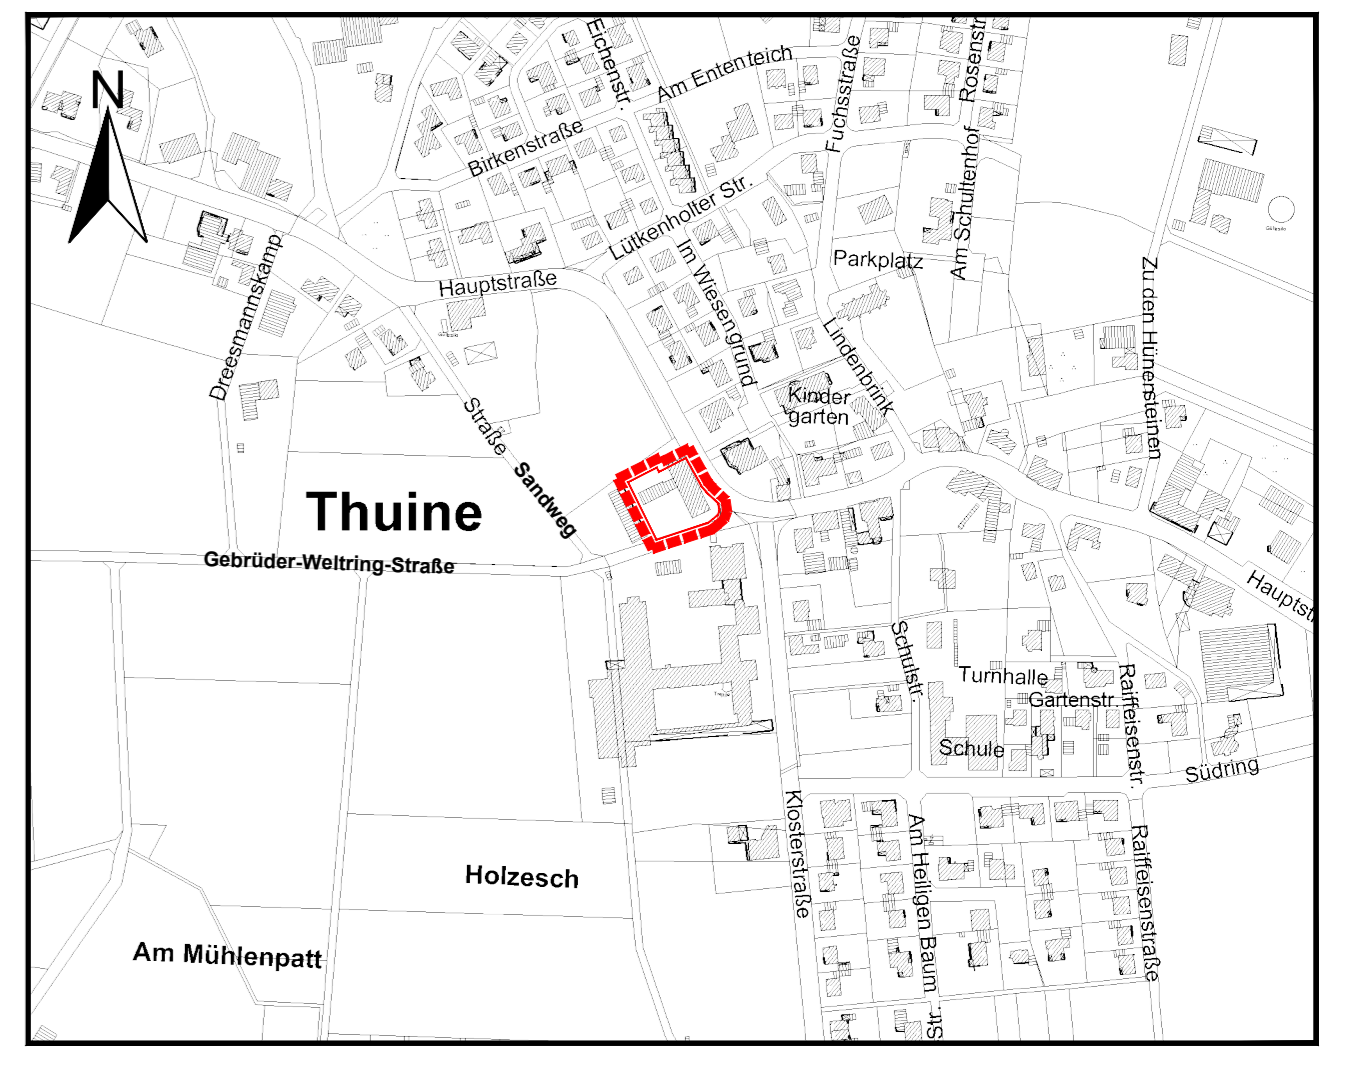 N
Eichenstr.
Am Ententeich
Fuchsstraße
Rosenstr
Birkenstraße
Lütkenholter Str.
Am Schultenhof
Parkplatz
Dreesmannskamp
Hauptstraße
Im Wiesengrund
Zu den Hünensteinen
Lindenbrink
Kinder
garten
Straße
Sandweg
Thuine
Gebrüder-Weltring-Straße
Hauptstr
Schulstr.
Turnhalle
Gartenstr.
Raiffeisenstr.
Schule
Südring
Klosterstraße
Am Heiligen Baum
Str.
Raiffeisenstraße
Holzesch
Am Mühlenpatt